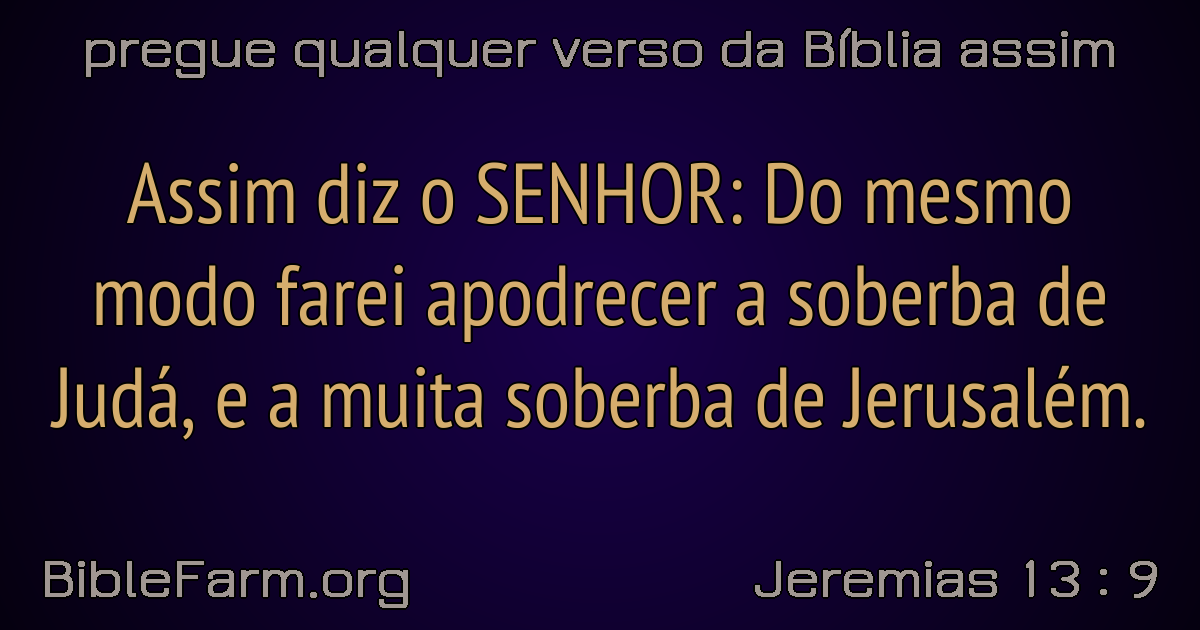 pregue qualquer verso da Bíblia assim
Assim diz o SENHOR: Do mesmo
modo farei apodrecer a soberba de
Judá, e a muita soberba de Jerusalém.
BibleFarm.org
Jeremias 13 : 9